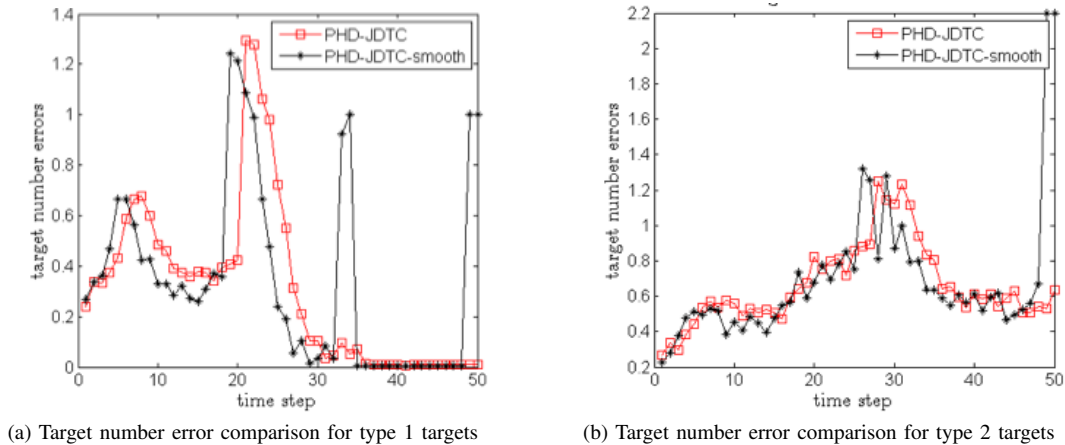 1.4
1.2
1
0.8
0.6
0.4
0.2
0
0 10 20 30 40 50
target number errors
time step
PHD-JDTC
PHD-JDTC-smooth
(a) Target number error comparison for type 1 targets
2.2
2
1.8
1.6
1.4
1.2
1
0.8
0.6
0.4
0.2
0 10 20 30 40 50
target number errors
time step
PHD-JDTC
PHD-JDTC-smooth
(b) Target number error comparison for type 2 targets